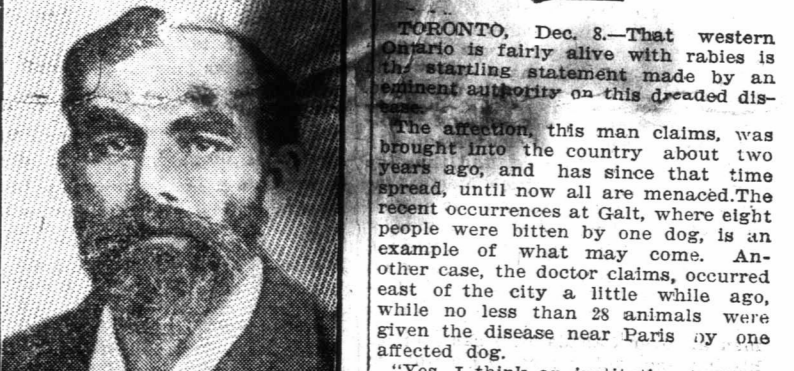 TORONTO, Dec. 8.—That western
Ontario is fairly alive with rabies is
the startling statement made by an
eminent authority on this dreaded dis-
ease.
The affection, this man claims, was
brought into the country about two
years ago, and has since that time
spread, until now all are menaced.The
recent occurrences at Galt, where eight
people were bitten by one dog, is an
example of what may come. An-
other case, the doctor claims, occurred
east of the city a little while ago,
while no less than 28 animals were
given the disease near Paris by one
affected dog.
"Yes, I think an